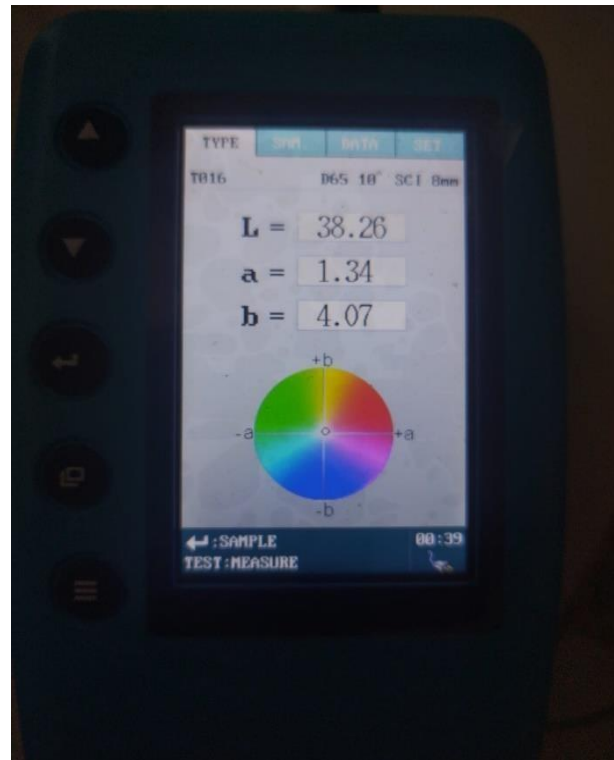 TYPE SAM. DATA SET
T016 D65 10° SCI 8mm
L = 38.26
a = 1.34
b = 4.07
+b
-a +a
-b
:SAMPLE 00:39
TEST:MEASURE